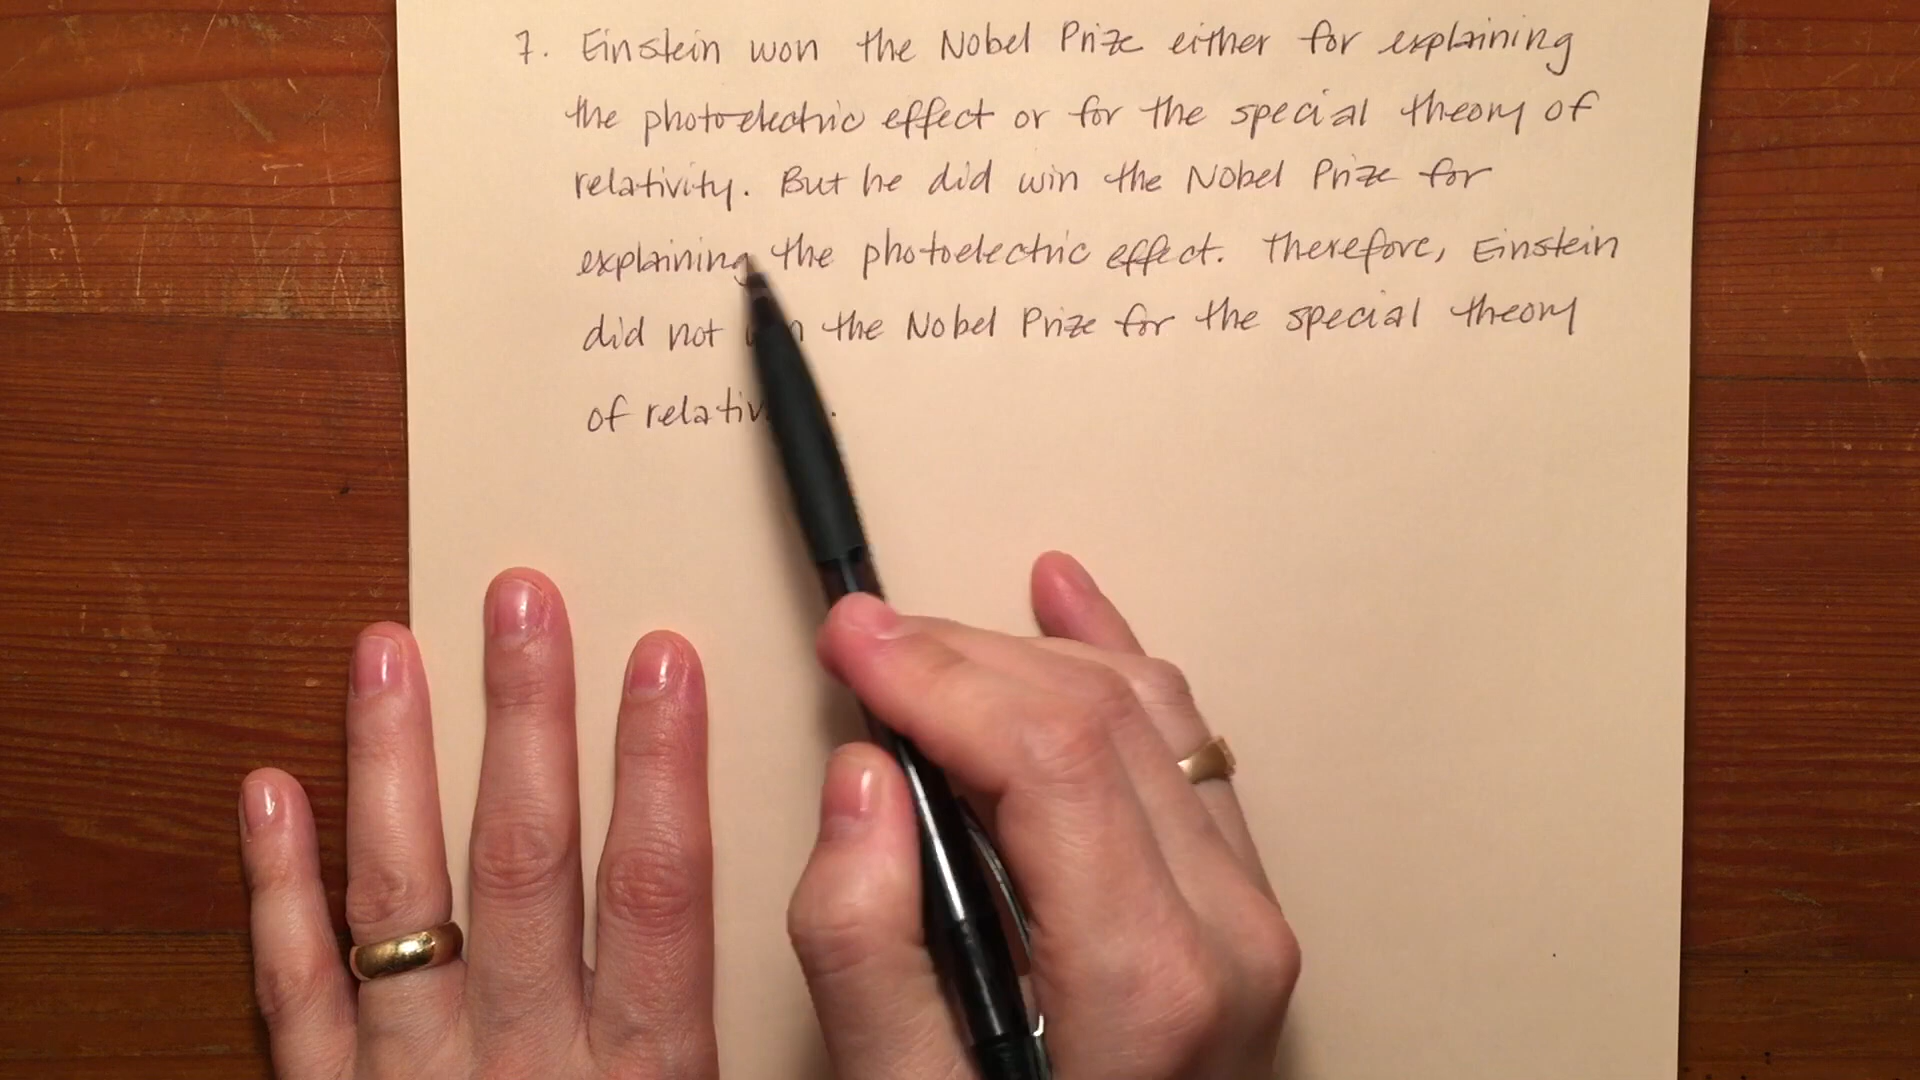 7. Einstein won the Nobel Prize either for explaining
the photoelectric effect or for the special theory of
relativity. But he did win the Nobel Prize for
explaining the photoelectric effect. Therefore, Einstein
did not the Nobel Prize for the special theory
of